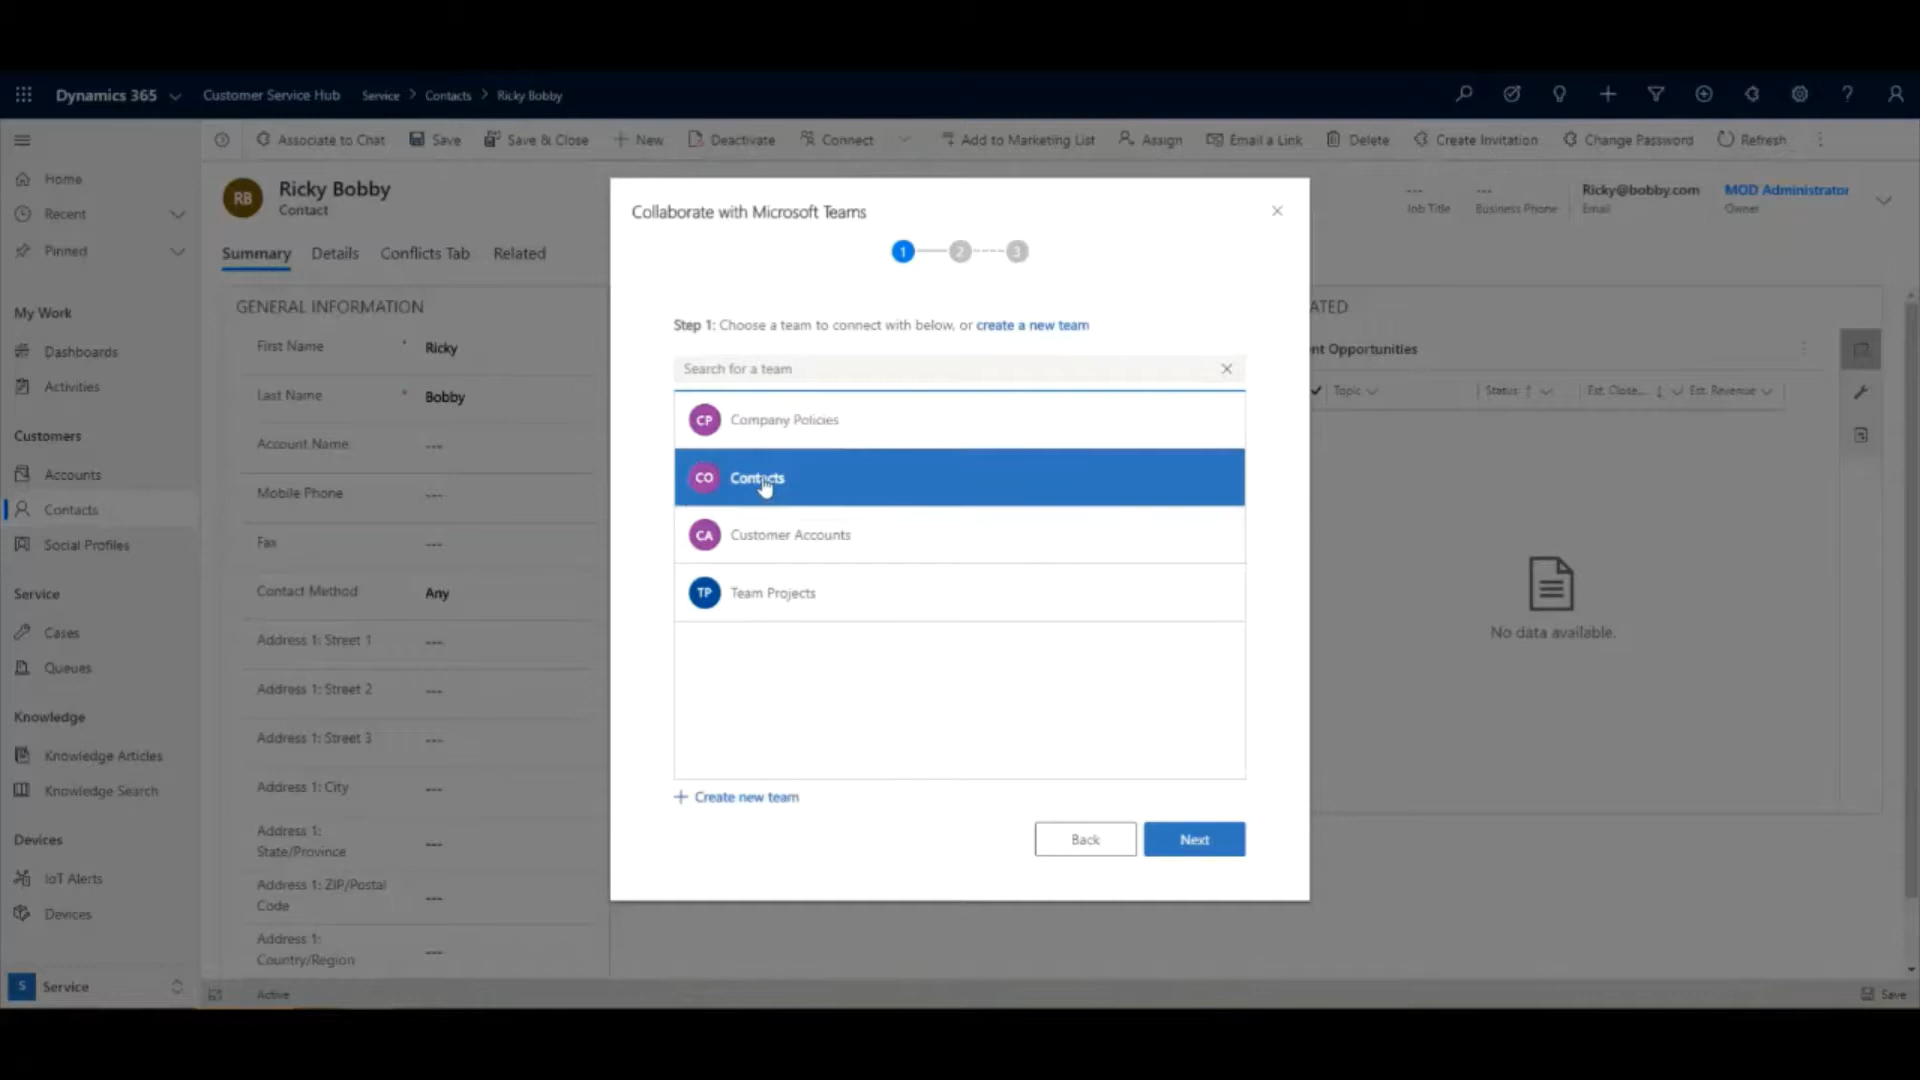 Dynamics 365 Customer Service Hub Service > Contacts > Ricky Bobby
Associate to Chat Save Save & Close New Deactivate Connect Add to Marketing List Assign Email a Link Delete Create Invitation Change Password Refresh
Home
Recent
Pinned
My Work
Dashboards
Activities
Customers
Accounts
Contacts
Social Profiles
Service
Cases
Queues
Knowledge
Knowledge Articles
Knowledge Search
Devices
IoT Alerts
Devices
S Service
RB Ricky Bobby
Contact
--- --- Ricky@bobby.com MOD Administrator
Job Title Business Phone Email Owner
Summary Details Conflicts Tab Related
GENERAL INFORMATION
First Name * Ricky
Last Name * Bobby
Account Name ---
Mobile Phone ---
Fax ---
Contact Method Any
Address 1: Street 1 ---
Address 1: Street 2 ---
Address 1: Street 3 ---
Address 1: City ---
Address 1:
State/Province ---
Address 1: ZIP/Postal
Code ---
Address 1:
Country/Region ---
Collaborate with Microsoft Teams
1 2 3
Step 1: Choose a team to connect with below, or create a new team
Search for a team
CP Company Policies
CO Contacts
CA Customer Accounts
TP Team Projects
+ Create new team
Back Next
ATED
nt Opportunities
Topic Status ↑ Est. Close... ↓ Est. Revenue
No data available.
Active
Save